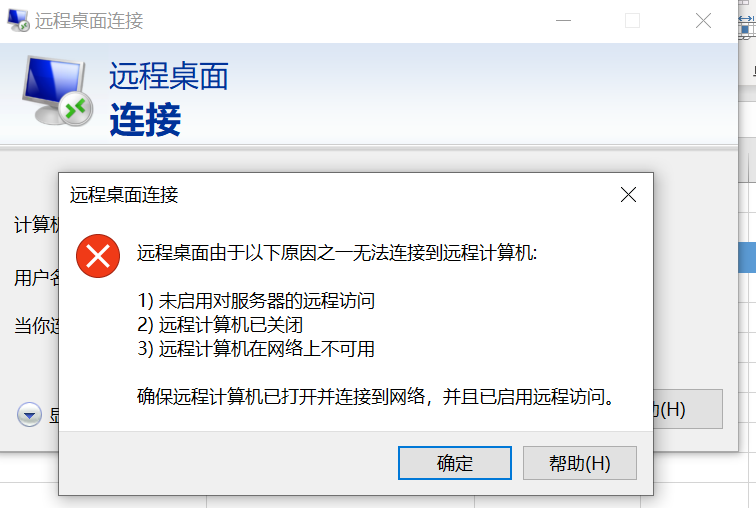 远程桌面连接
远程桌面
连接
远程桌面连接
计算机
远程桌面由于以下原因之一无法连接到远程计算机:
用户名
1) 未启用对服务器的远程访问
2) 远程计算机已关闭
当你连
3) 远程计算机在网络上不可用
确保远程计算机已打开并连接到网络，并且已启用远程访问。
(H)
确定
帮助(H)